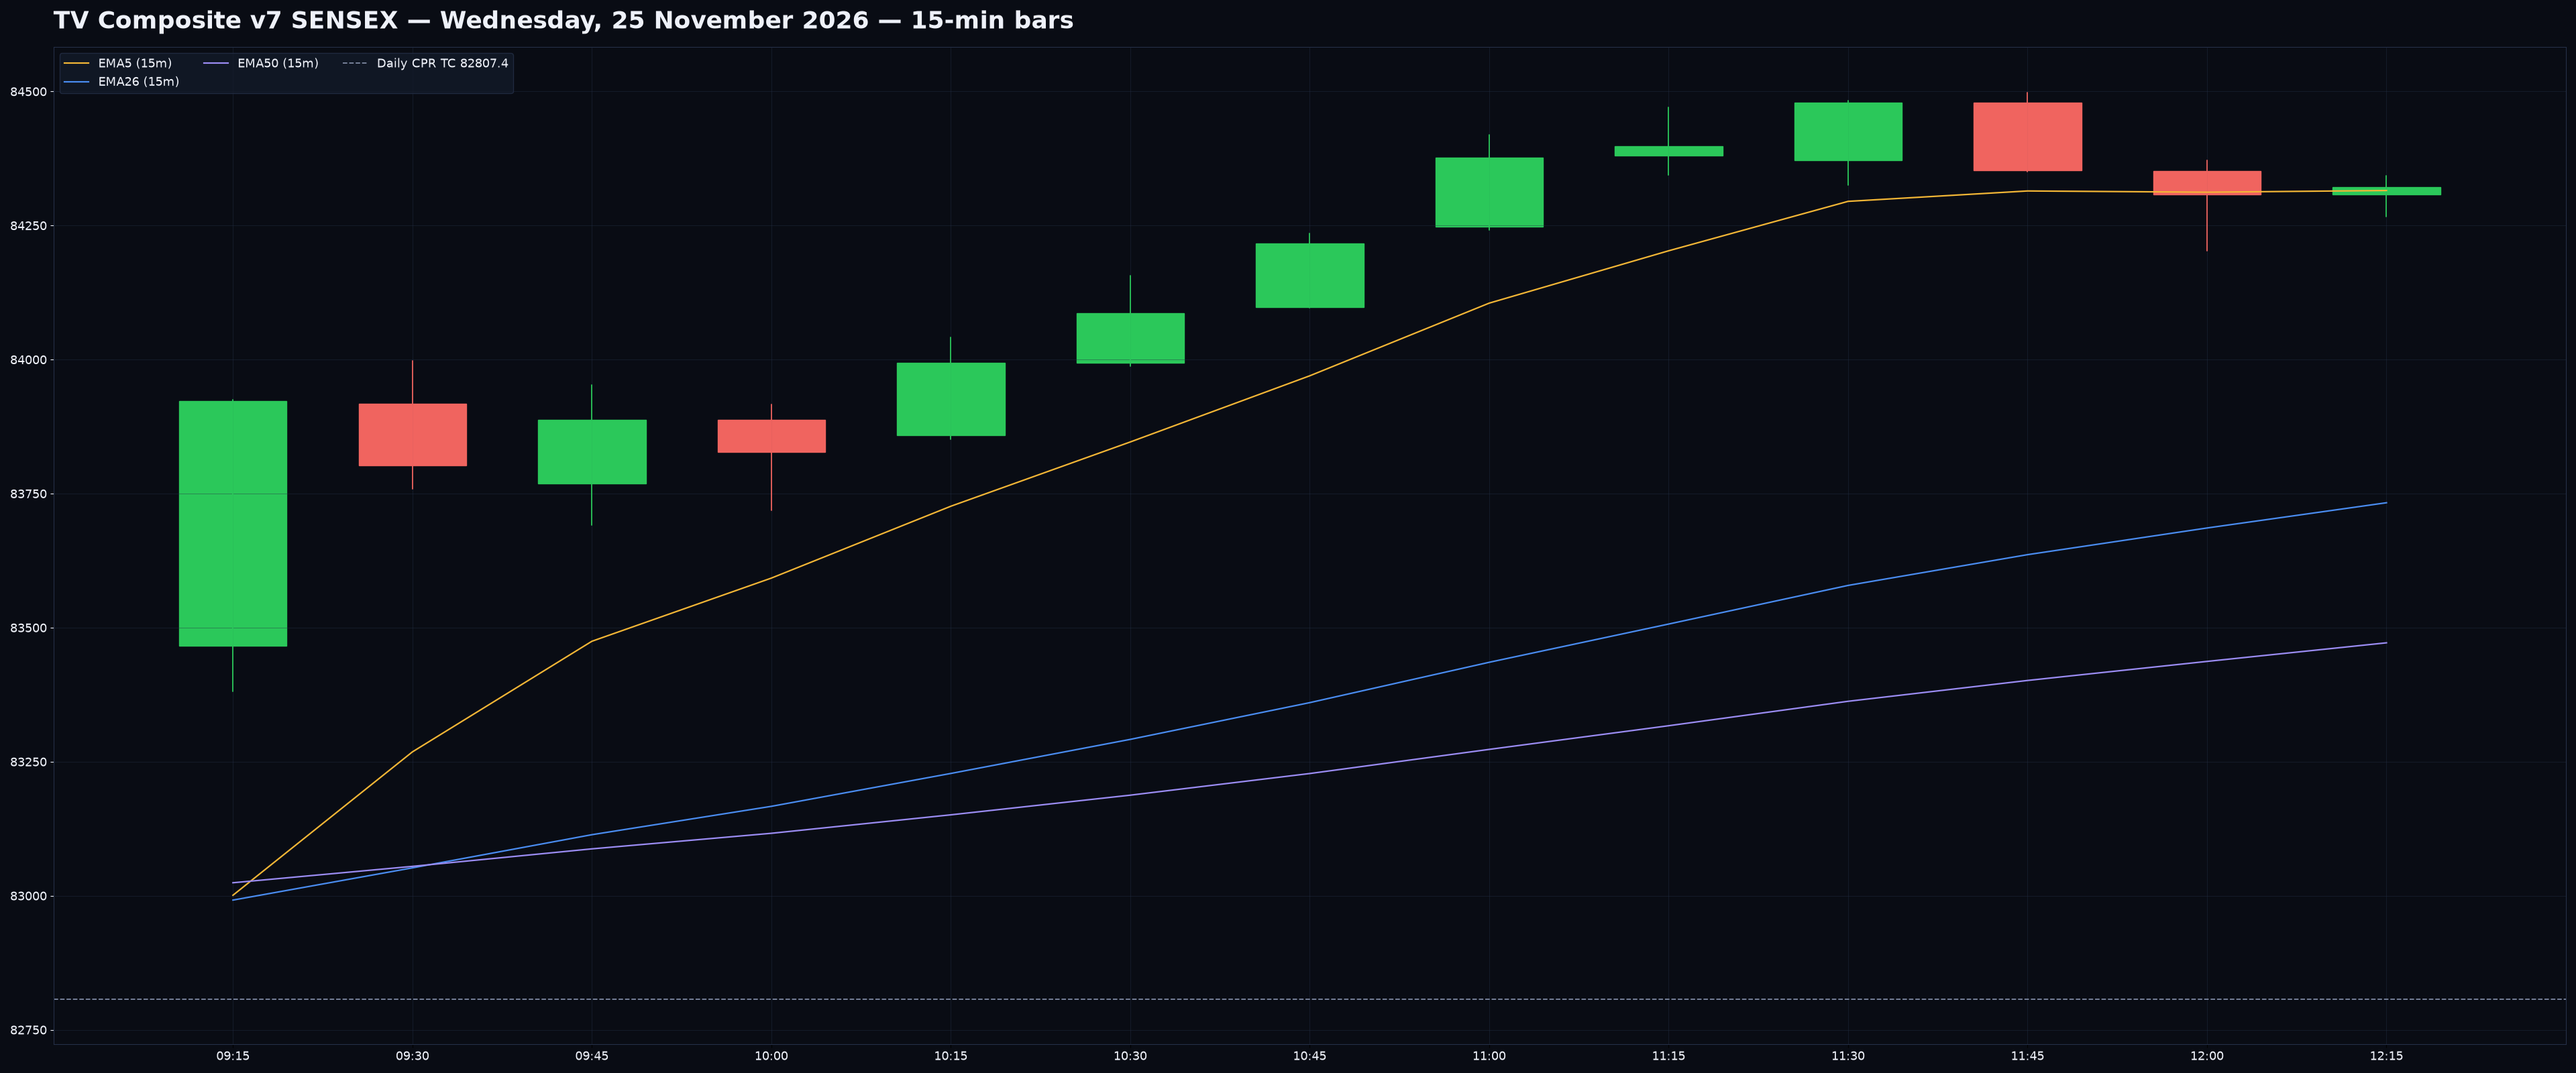 TV Composite v7 SENSEX — Wednesday, 25 November 2026 — 15-min bars
EMA5 (15m) EMA50 (15m) Daily CPR TC 82807.4
EMA26 (15m)
84500
84250
84000
83750
83500
83250
83000
82750
09:15 09:30 09:45 10:00 10:15 10:30 10:45 11:00 11:15 11:30 11:45 12:00 12:15